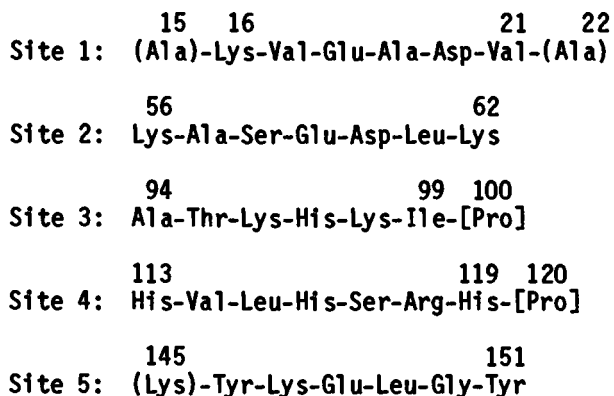 15 16 21 22
Site 1: (Ala)-Lys-Val-Glu-Ala-Asp-Val-(Ala)
56 62
Site 2: Lys-Ala-Ser-Glu-Asp-Leu-Lys
94 99 100
Site 3: Ala-Thr-Lys-His-Lys-Ile-[Pro]
113 119 120
Site 4: His-Val-Leu-His-Ser-Arg-His-[Pro]
145 151
Site 5: (Lys)-Tyr-Lys-Glu-Leu-Gly-Tyr